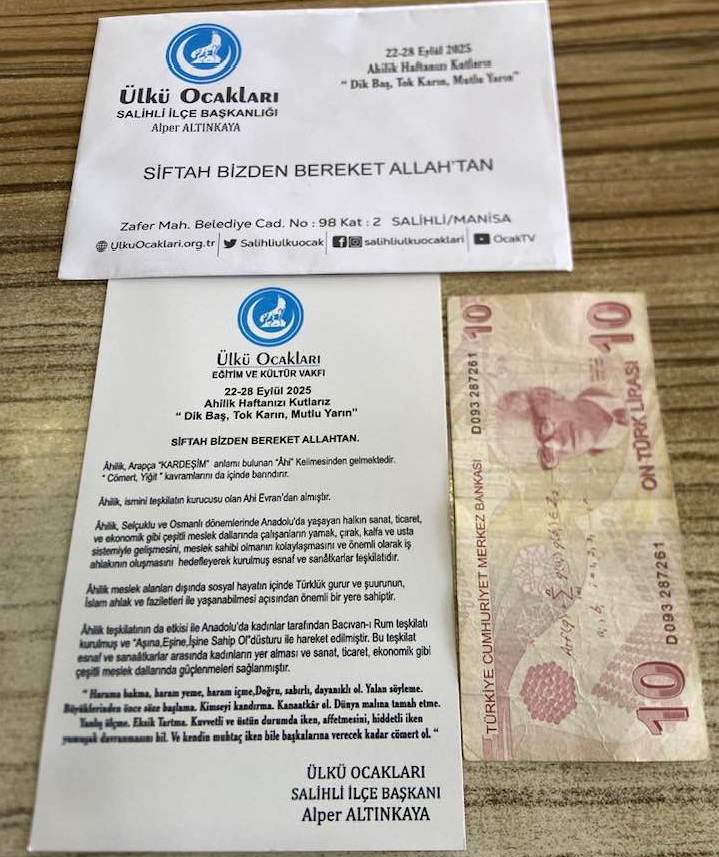 ÜLKÜ OCAKLARI
SALİHLİ İLÇE BAŞKANLIĞI
Alper ALTINKAYA
22-28 Eylül 2025
Ahilik Haftanızı Kutlarız
“ Dik Baş, Tok Karın, Mutlu Yarın”
SİFTAH BİZDEN BEREKET ALLAH'TAN
Zafer Mah. Belediye Cad. No : 98 Kat : 2 SALİHLİ/MANİSA
UlkuOcaklari.org.tr Salihliulkuocak salihliulkuocaklari OcakTV
ÜLKÜ OCAKLARI
EĞİTİM VE KÜLTÜR VAKFI
22-28 Eylül 2025
Ahilik Haftanızı Kutlarız
“ Dik Baş, Tok Karın, Mutlu Yarın”
SİFTAH BİZDEN BEREKET ALLAHTAN.
Âhilik, Arapça “KARDEŞİM” anlamı bulunan “Âhi” Kelimesinden gelmektedir.
“ Cömert, Yiğit ” kavramlarını da içinde barındırır.
Âhilik, ismini teşkilatın kurucusu olan Ahi Evran'dan almıştır.
Âhilik, Selçuklu ve Osmanlı dönemlerinde Anadolu'da yaşayan halkın sanat, ticaret,
ve ekonomik gibi çeşitli meslek dallarında çalışanların yamak, çırak, kalfa ve usta
sistemiyle gelişmesini, meslek sahibi olmanın kolaylaşmasını ve önemli olarak iş
ahlakının oluşmasını hedefleyerek kurulmuş esnaf ve sanâtkarlar teşkilatıdır.
Âhilik meslek alanları dışında sosyal hayatın içinde Türklük gurur ve şuurunun,
İslam ahlak ve faziletleri ile yaşanabilmesi açısından önemli bir yere sahiptir.
Âhilik teşkilatının da etkisi ile Anadolu'da kadınlar tarafından Bacıvan-ı Rum teşkilatı
kurulmuş ve “Aşına,Eşine,İşine Sahip Ol”düsturu ile hareket edilmiştir. Bu teşkilat
esnaf ve sanaâtkarlar arasında kadınların yer alması ve sanat, ticaret, ekonomik gibi
çeşitli meslek dallarında güçlenmeleri sağlanmıştır.
“ Harama bakma, haram yeme, haram içme,Doğru, sabırlı, dayanıklı ol. Yalan söyleme.
Büyüklerinden önce söze başlama. Kimseyi kandırma. Kanaatkâr ol. Dünya malına tamah etme.
Yanlış ölçme. Eksik Tartma. Kuvvetli ve üstün durumda iken, affetmesini, hiddetli iken
yumuşak davranmasını bil. Ve kendin muhtaç iken bile başkalarına verecek kadar cömert ol. “
ÜLKÜ OCAKLARI
SALİHLİ İLÇE BAŞKANI
Alper ALTINKAYA
10
D093 287261
TÜRKİYE CUMHURİYET MERKEZ BANKASI
10
ON TÜRK LİRASI
D093 287261
10